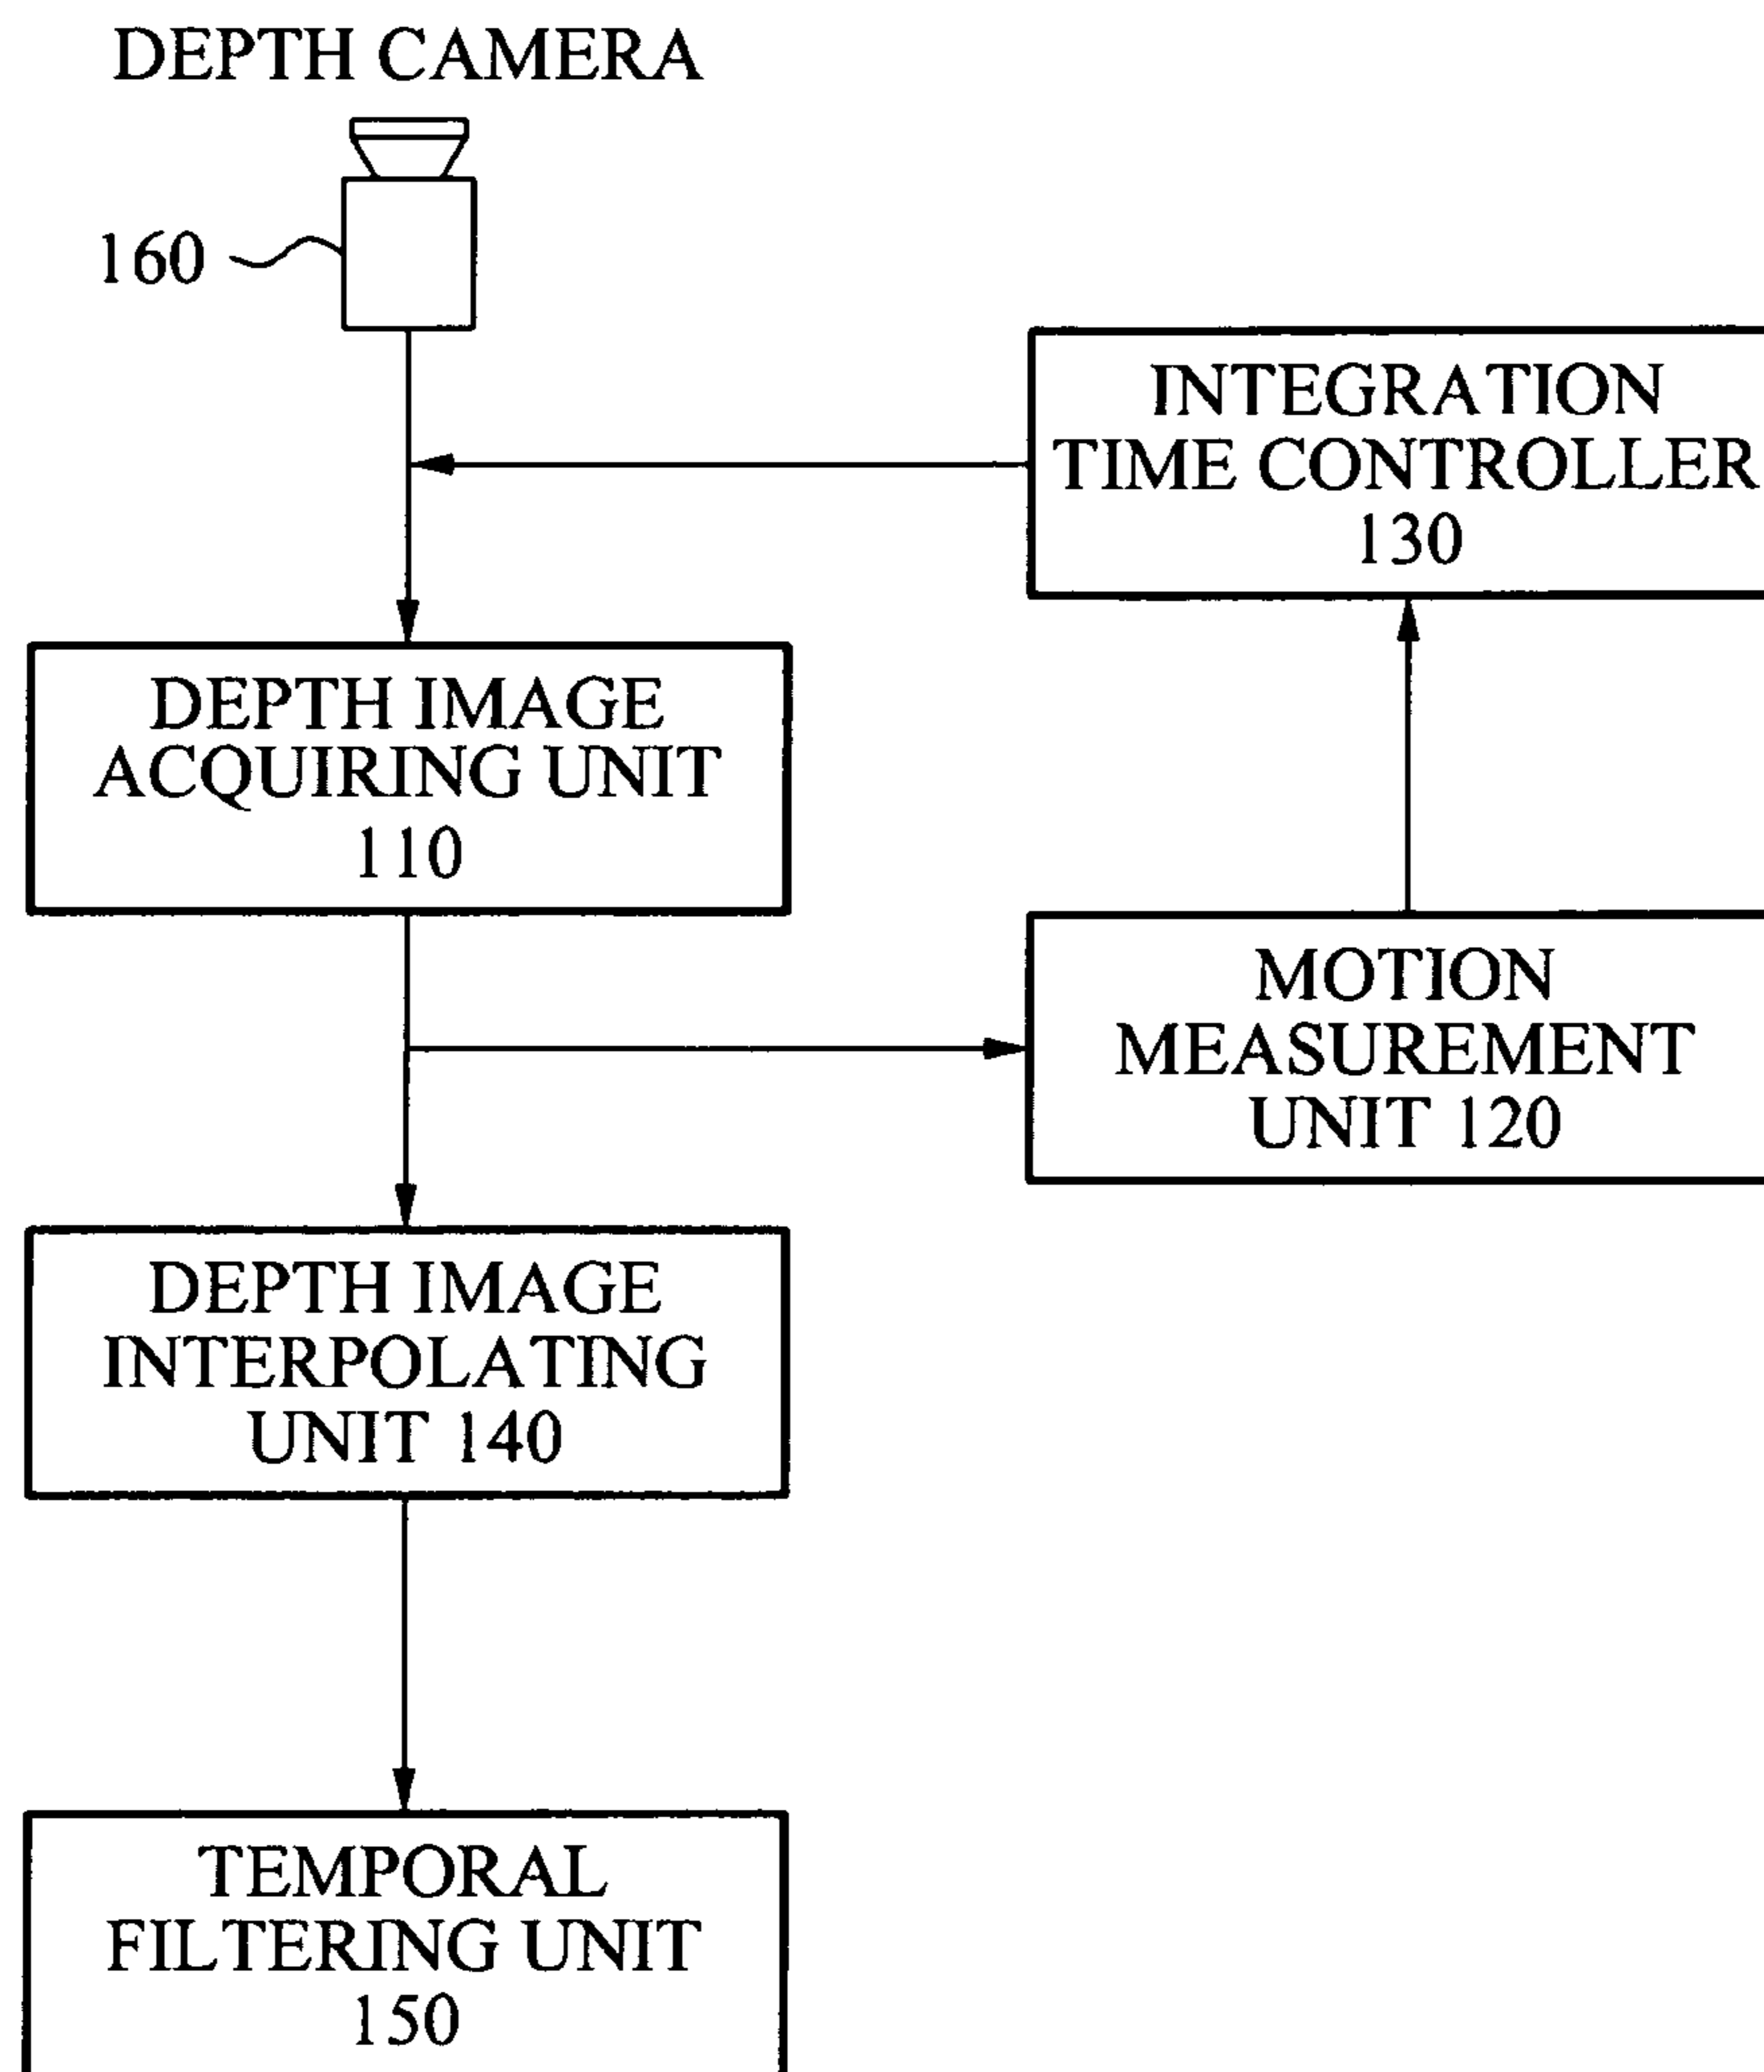 DEPTH CAMERA
160
INTEGRATION
TIME CONTROLLER
130
DEPTH IMAGE
ACQUIRING UNIT
110
MOTION
MEASUREMENT
UNIT 120
DEPTH IMAGE
INTERPOLATING
UNIT 140
TEMPORAL
FILTERING UNIT
150